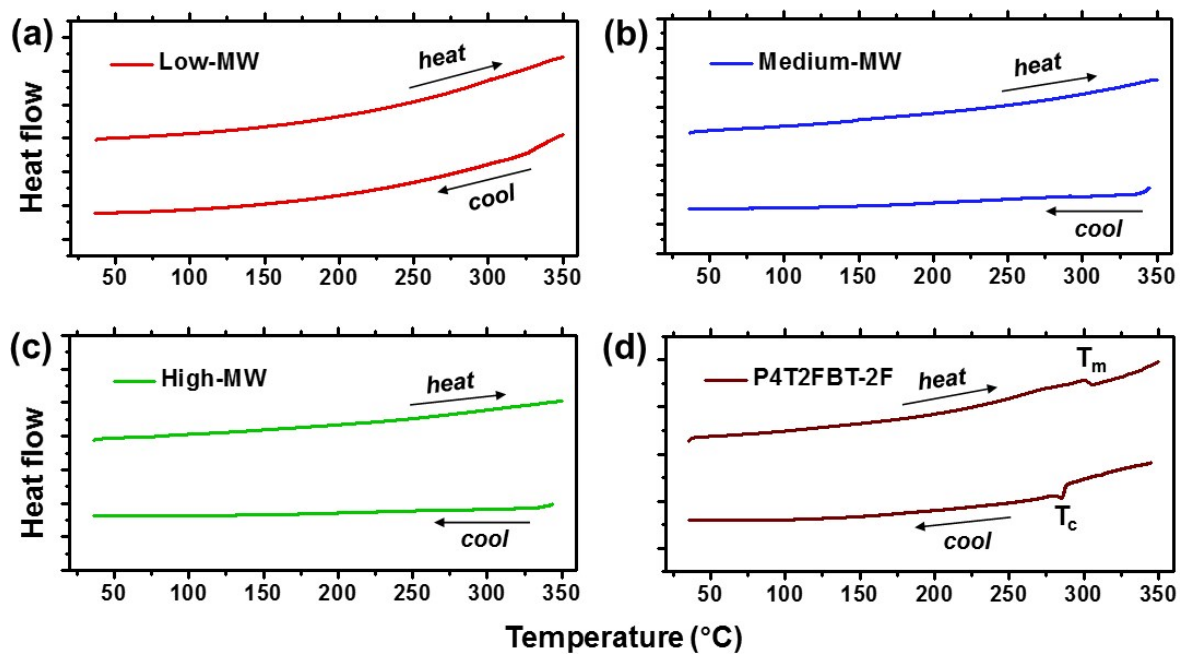 (a)
Low-MW
heat
cool
Heat flow
50 100 150 200 250 300 350
(b)
Medium-MW
heat
cool
50 100 150 200 250 300 350
(c)
High-MW
heat
cool
Heat flow
50 100 150 200 250 300 350
(d)
P4T2FBT-2F
heat
Tm
cool
Tc
50 100 150 200 250 300 350
Temperature (°C)